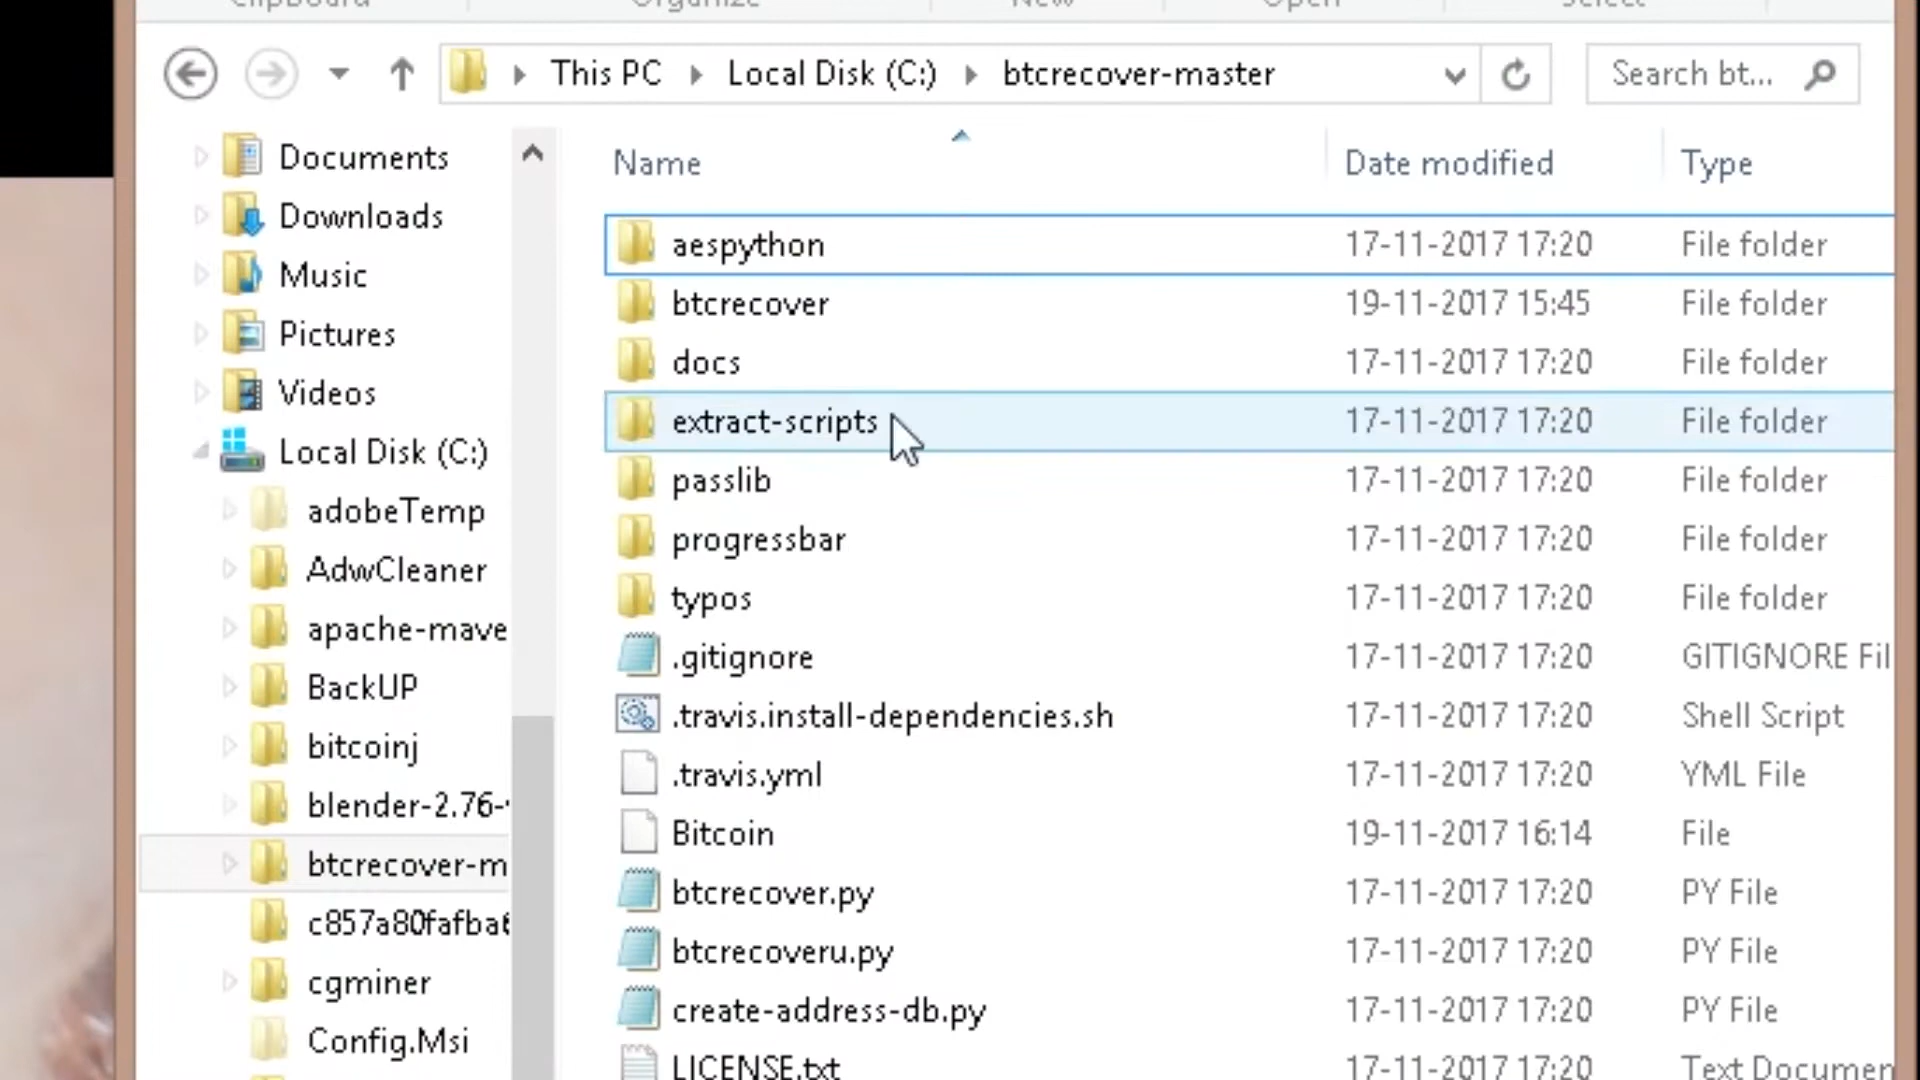 Clipboard Organize New Open Select
This PC Local Disk (C:) btcrecover-master Search bt...
Name Date modified Type
Documents
Downloads
Music
Pictures
Videos
Local Disk (C:)
adobeTemp
AdwCleaner
apache-mave
BackUP
bitcoinj
blender-2.76-
btcrecover-m
c857a80fafba6
cgminer
Config.Msi
aespython 17-11-2017 17:20 File folder
btcrecover 19-11-2017 15:45 File folder
docs 17-11-2017 17:20 File folder
extract-scripts 17-11-2017 17:20 File folder
passlib 17-11-2017 17:20 File folder
progressbar 17-11-2017 17:20 File folder
typos 17-11-2017 17:20 File folder
.gitignore 17-11-2017 17:20 GITIGNORE Fil
.travis.install-dependencies.sh 17-11-2017 17:20 Shell Script
.travis.yml 17-11-2017 17:20 YML File
Bitcoin 19-11-2017 16:14 File
btcrecover.py 17-11-2017 17:20 PY File
btcrecoveru.py 17-11-2017 17:20 PY File
create-address-db.py 17-11-2017 17:20 PY File
LICENSE.txt 17-11-2017 17:20 Text Documen